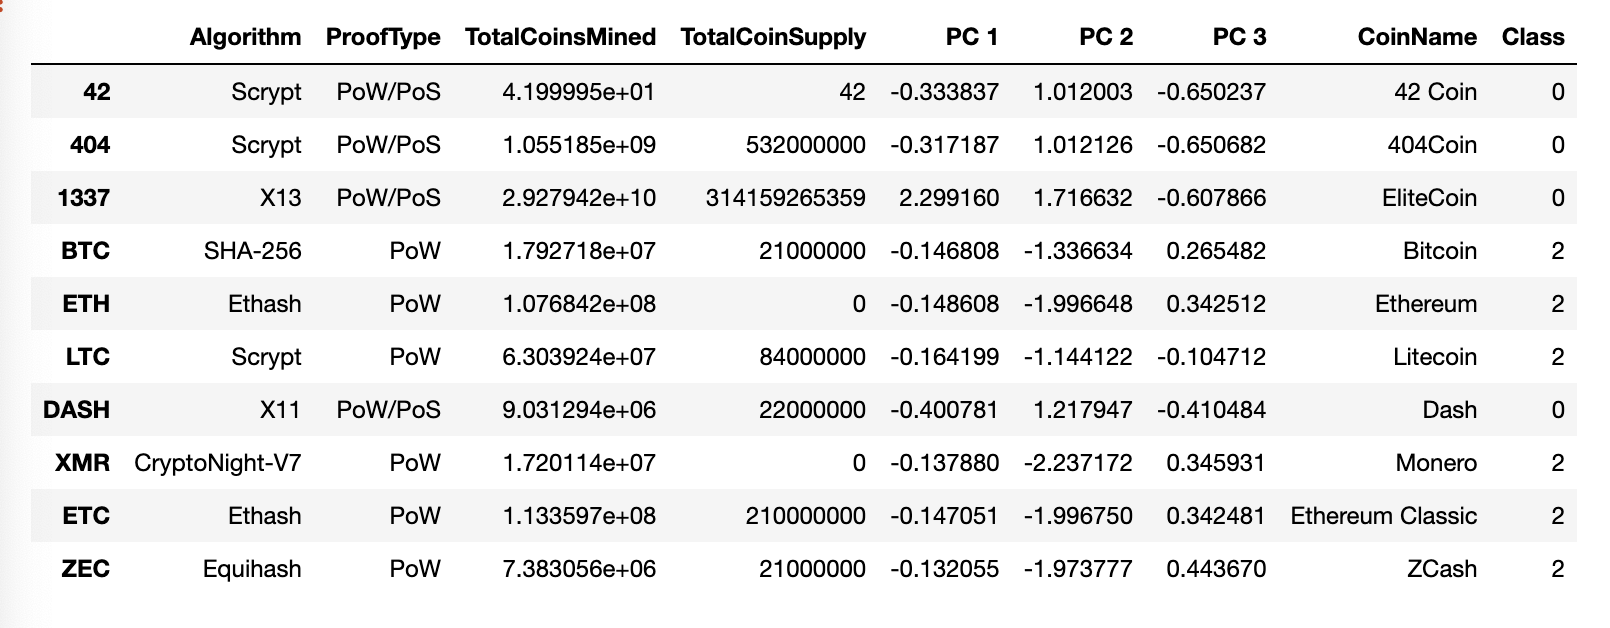 Algorithm ProofType TotalCoinsMined TotalCoinSupply PC 1 PC 2 PC 3 CoinName Class
42 Scrypt PoW/PoS 4.199995e+01 42 -0.333837 1.012003 -0.650237 42 Coin 0
404 Scrypt PoW/PoS 1.055185e+09 532000000 -0.317187 1.012126 -0.650682 404Coin 0
1337 X13 PoW/PoS 2.927942e+10 314159265359 2.299160 1.716632 -0.607866 EliteCoin 0
BTC SHA-256 PoW 1.792718e+07 21000000 -0.146808 -1.336634 0.265482 Bitcoin 2
ETH Ethash PoW 1.076842e+08 0 -0.148608 -1.996648 0.342512 Ethereum 2
LTC Scrypt PoW 6.303924e+07 84000000 -0.164199 -1.144122 -0.104712 Litecoin 2
DASH X11 PoW/PoS 9.031294e+06 22000000 -0.400781 1.217947 -0.410484 Dash 0
XMR CryptoNight-V7 PoW 1.720114e+07 0 -0.137880 -2.237172 0.345931 Monero 2
ETC Ethash PoW 1.133597e+08 210000000 -0.147051 -1.996750 0.342481 Ethereum Classic 2
ZEC Equihash PoW 7.383056e+06 21000000 -0.132055 -1.973777 0.443670 ZCash 2